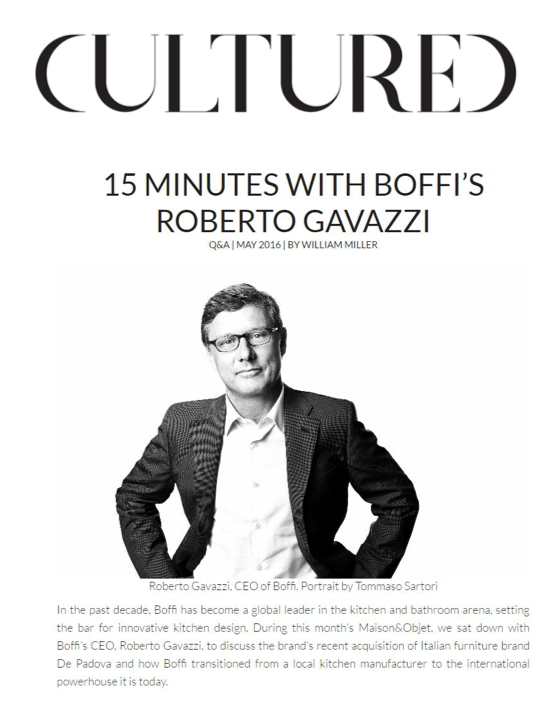 CULTURED
15 MINUTES WITH BOFFI'S
ROBERTO GAVAZZI
Q&A | MAY 2016 | BY WILLIAM MILLER
Roberto Gavazzi, CEO of Boffi. Portrait by Tommaso Sartori
In the past decade, Boffi has become a global leader in the kitchen and bathroom arena, setting
the bar for innovative kitchen design. During this month's Maison&Objet, we sat down with
Boffi's CEO, Roberto Gavazzi, to discuss the brand's recent acquisition of Italian furniture brand
De Padova and how Boffi transitioned from a local kitchen manufacturer to the international
powerhouse it is today.